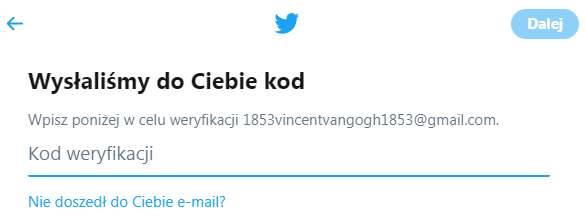 Dalej
Wysłaliśmy do Ciebie kod
Wpisz poniżej w celu weryfikacji 1853vincentvangogh1853@gmail.com.
Kod weryfikacji
Nie doszedł do Ciebie e-mail?